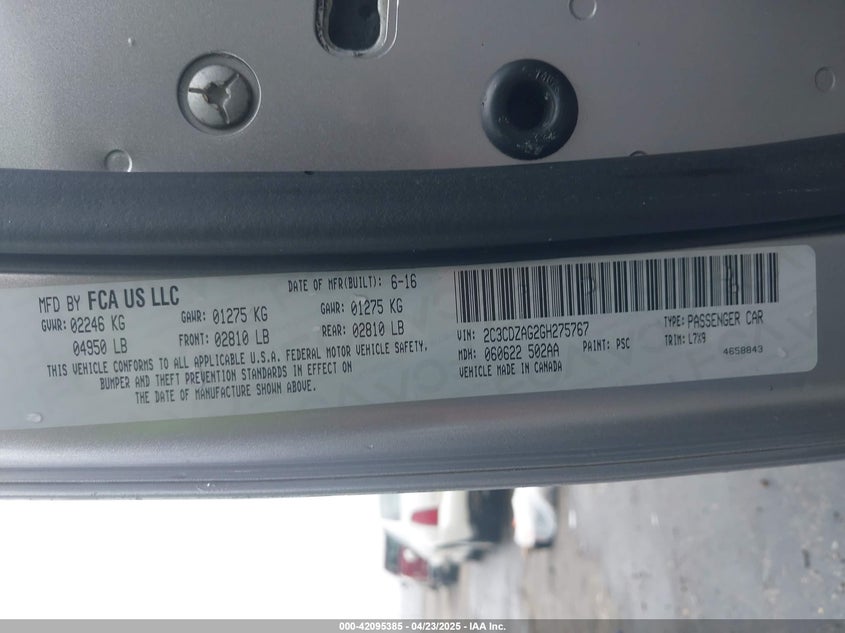 MFD BY FCA US LLC
DATE OF MFR(BUILT): 6-16
GVWR: 02246 KG
04950 LB
GAWR: 01275 KG
FRONT: 02810 LB
GAWR: 01275 KG
REAR: 02810 LB
THIS VEHICLE CONFORMS TO ALL APPLICABLE U.S.A. FEDERAL MOTOR VEHICLE SAFETY,
BUMPER AND THEFT PREVENTION STANDARDS IN EFFECT ON
THE DATE OF MANUFACTURE SHOWN ABOVE.
VIN: 2C3CDZAG2GH275767
TYPE: PASSENGER CAR
MDH: 060622 502AA
PAINT: PSC
TRIM: L7X9
VEHICLE MADE IN CANADA
4658843
000-42095385 - 04/23/2025 - IAA Inc.